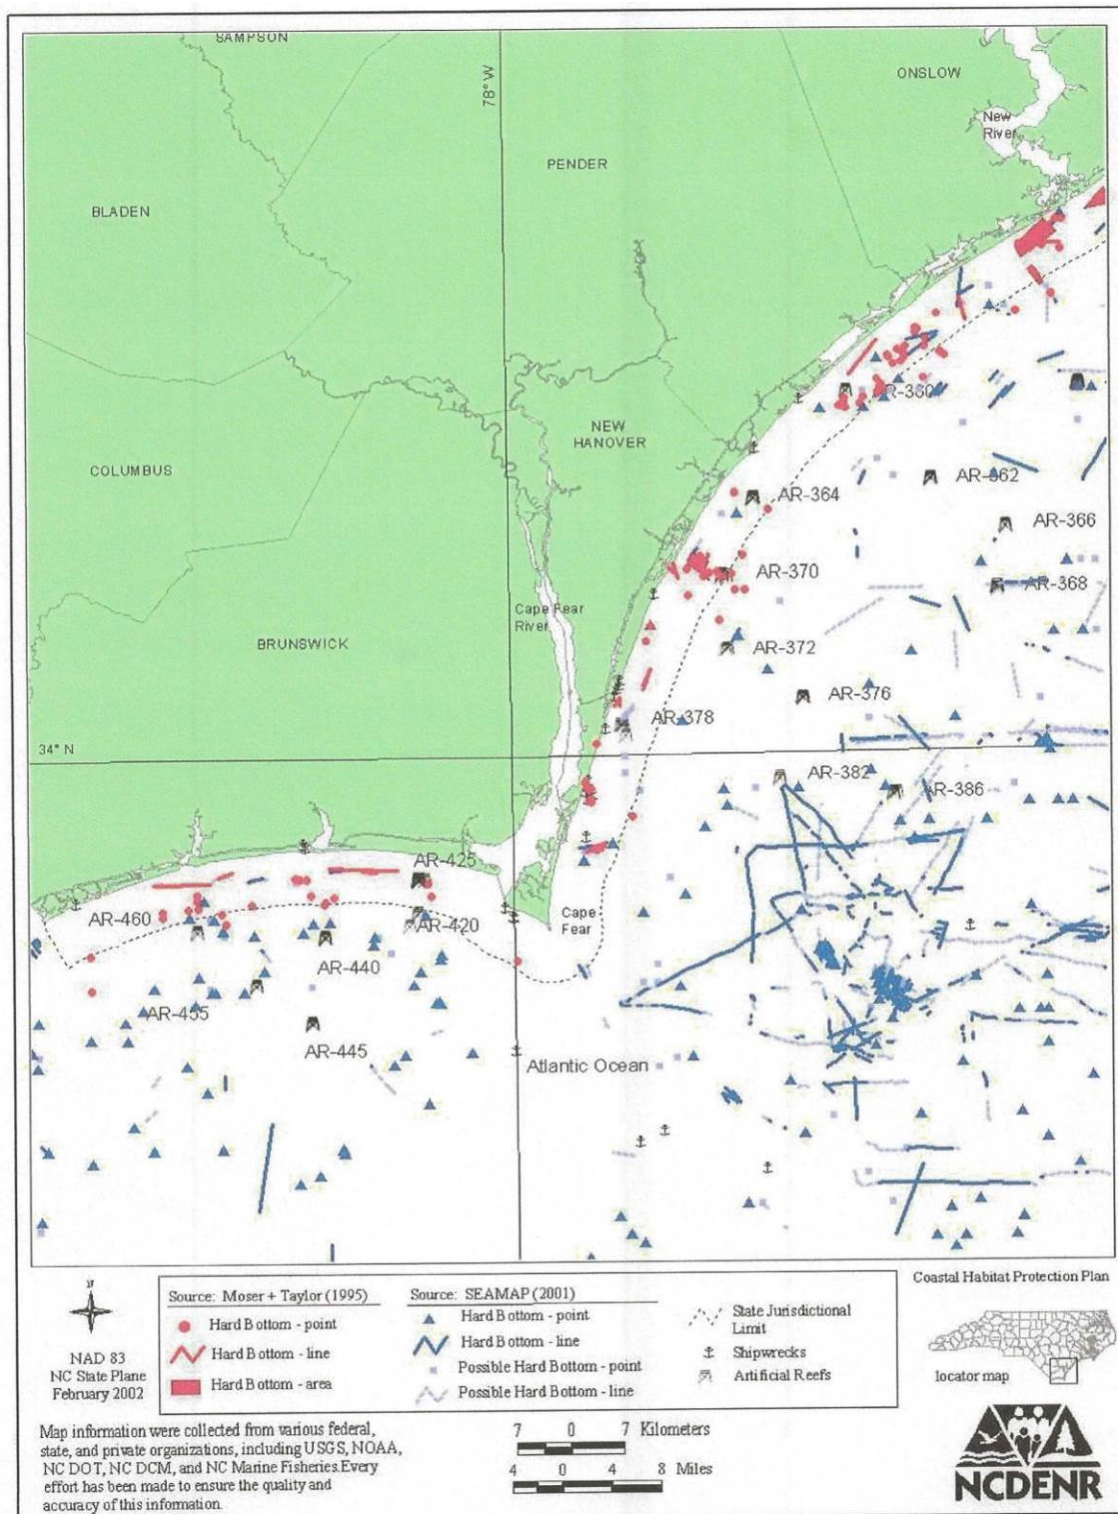 SAMPSON
78° W
ONSLOW
New
River
PENDER
BLADEN
NEW
HANOVER
COLUMBUS
AR-360
AR-362
AR-364
AR-366
AR-370
AR-368
Cape Fear
River
BRUNSWICK
AR-372
AR-376
AR-378
34° N
AR-382
AR-386
AR-425
AR-460
AR-420
Cape
Fear
AR-440
AR-455
AR-445
Atlantic Ocean
Coastal Habitat Protection Plan
NAD 83
NC State Plane
February 2002
Source: Moser + Taylor (1995)
Hard Bottom - point
Hard Bottom - line
Hard Bottom - area
Source: SEAMAP (2001)
Hard Bottom - point
Hard Bottom - line
Possible Hard Bottom - point
Possible Hard Bottom - line
State Jurisdictional
Limit
Shipwrecks
Artificial Reefs
locator map
Map information were collected from various federal,
state, and private organizations, including USGS, NOAA,
NC DOT, NC DCM, and NC Marine Fisheries.Every
effort has been made to ensure the quality and
accuracy of this information.
7 0 7 Kilometers
4 0 4 8 Miles
NCDENR